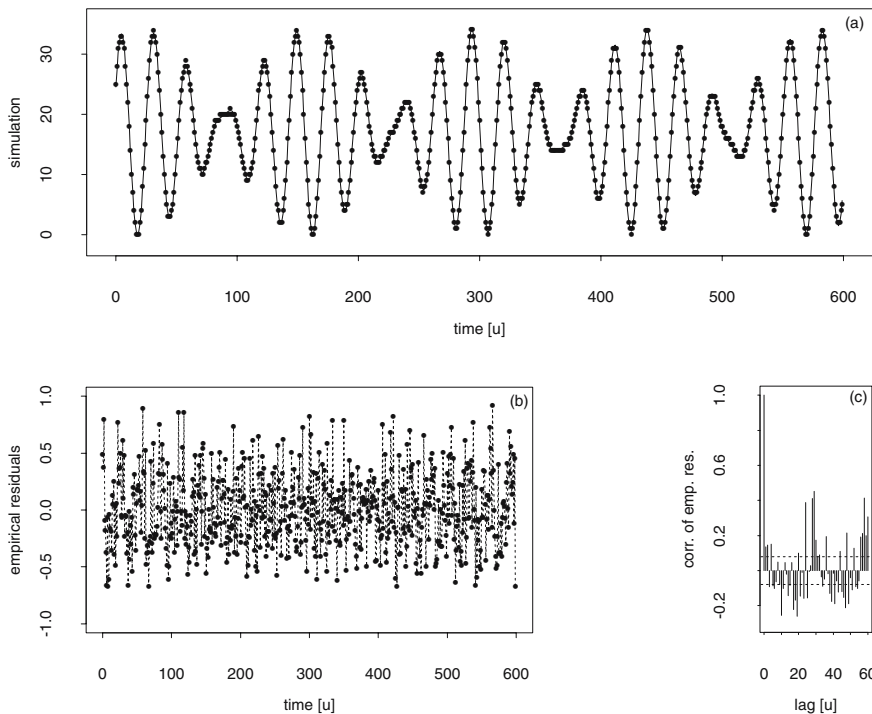 (a)
simulation
0 10 20 30
0 100 200 300 400 500 600
time [u]
(b)
empirical residuals
-1.0 -0.5 0.0 0.5 1.0
0 100 200 300 400 500 600
time [u]
(c)
corr. of emp. res.
-0.2 0.2 0.6 1.0
0 20 40 60
lag [u]